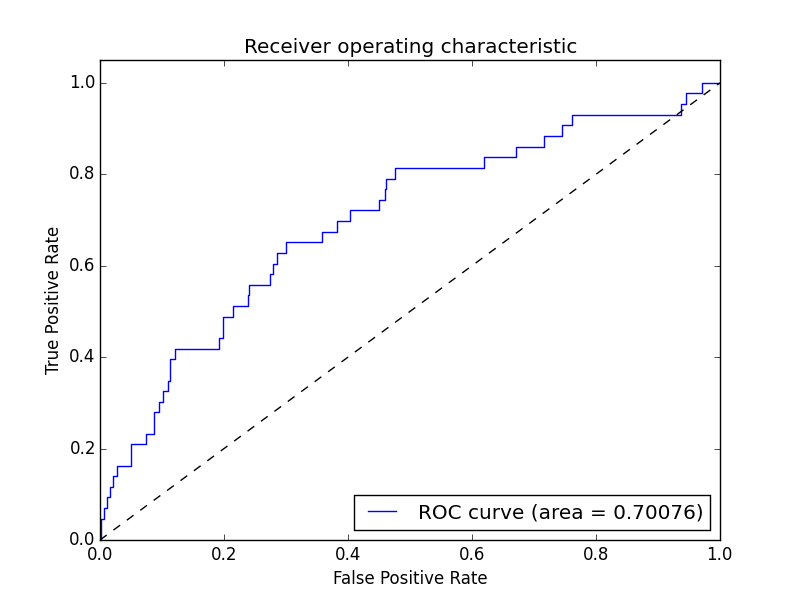 Receiver operating characteristic
1.0
0.8
0.6
0.4
0.2
0.0
True Positive Rate
ROC curve (area = 0.70076)
0.0 0.2 0.4 0.6 0.8 1.0
False Positive Rate